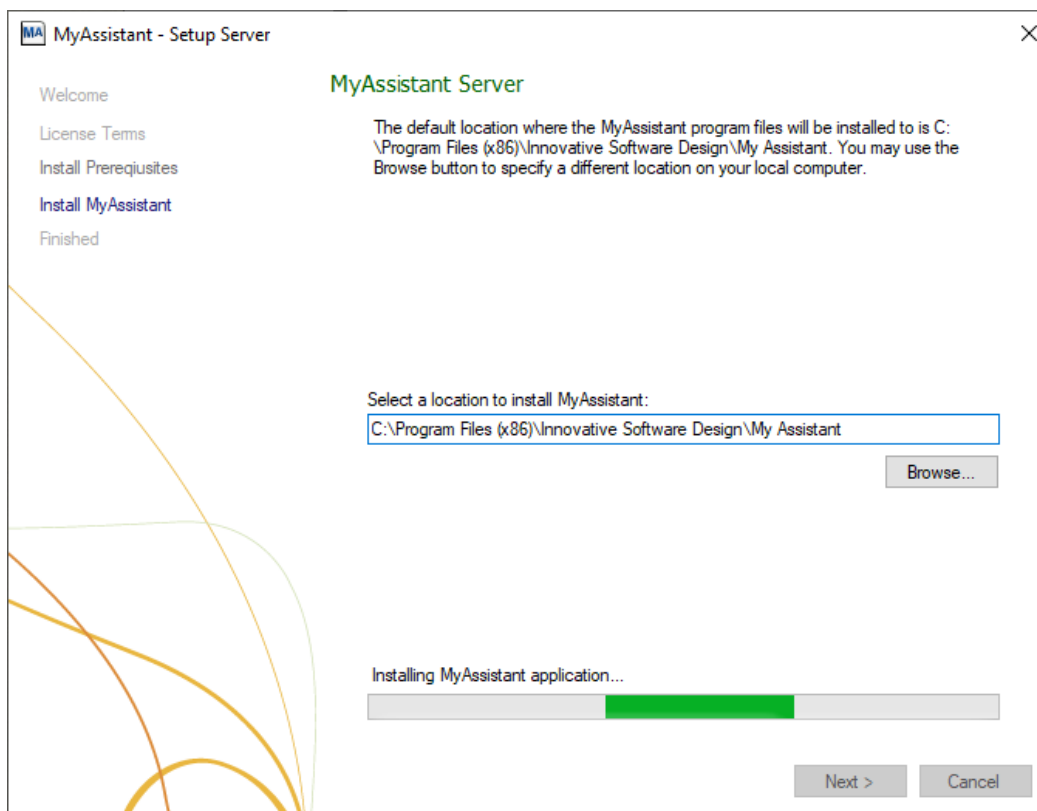 MA MyAssistant - Setup Server
Welcome
License Terms
Install Prereqiusites
Install MyAssistant
Finished
MyAssistant Server
The default location where the MyAssistant program files will be installed to is C:
\Program Files (x86)\Innovative Software Design\My Assistant. You may use the
Browse button to specify a different location on your local computer.
Select a location to install MyAssistant:
C:\Program Files (x86)\Innovative Software Design\My Assistant
Browse...
Installing MyAssistant application...
Next >
Cancel